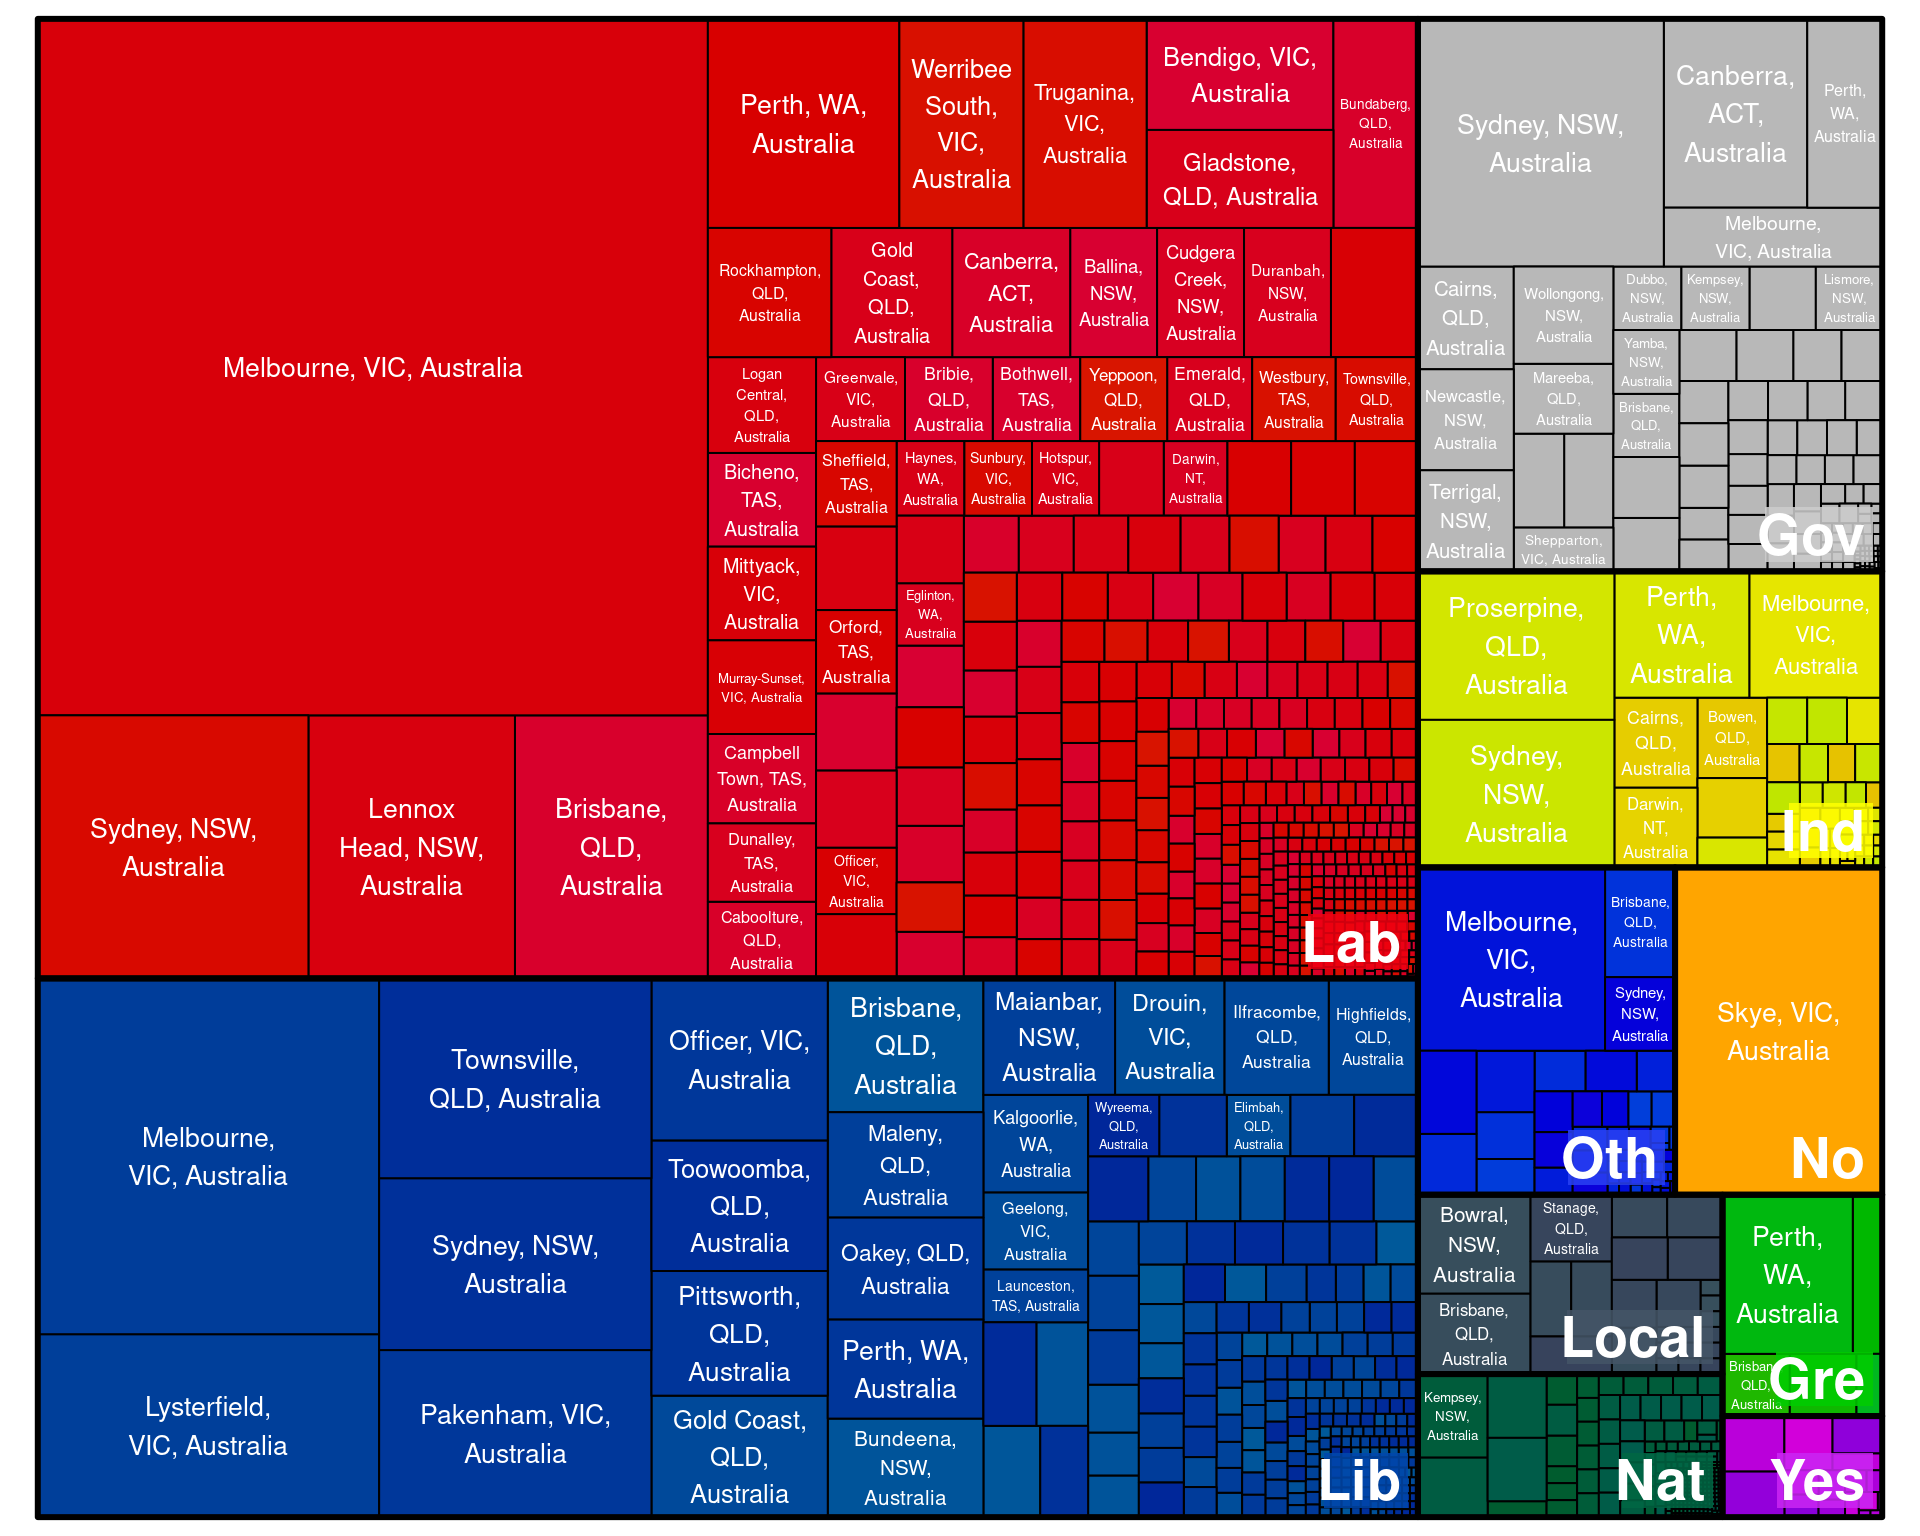 Melbourne, VIC, Australia
Sydney, NSW,
Australia
Lennox
Head, NSW,
Australia
Brisbane,
QLD,
Australia
Perth, WA,
Australia
Werribee
South,
VIC,
Australia
Truganina,
VIC,
Australia
Bendigo, VIC,
Australia
Gladstone,
QLD, Australia
Bundaberg,
QLD,
Australia
Rockhampton,
QLD,
Australia
Gold
Coast,
QLD,
Australia
Canberra,
ACT,
Australia
Ballina,
NSW,
Australia
Cudgera
Creek,
NSW,
Australia
Duranbah,
NSW,
Australia
Logan
Central,
QLD,
Australia
Greenvale,
VIC,
Australia
Bribie,
QLD,
Australia
Bothwell,
TAS,
Australia
Yeppoon,
QLD,
Australia
Emerald,
QLD,
Australia
Westbury,
TAS,
Australia
Townsville,
QLD,
Australia
Bicheno,
TAS,
Australia
Mittyack,
VIC,
Australia
Murray-Sunset,
VIC, Australia
Campbell
Town, TAS,
Australia
Dunalley,
TAS,
Australia
Caboolture,
QLD,
Australia
Sheffield,
TAS,
Australia
Haynes,
WA,
Australia
Sunbury,
VIC,
Australia
Hotspur,
VIC,
Australia
Darwin,
NT,
Australia
Eglinton,
WA,
Australia
Orford,
TAS,
Australia
Officer,
VIC,
Australia
Lab
Melbourne,
VIC, Australia
Lysterfield,
VIC, Australia
Townsville,
QLD, Australia
Sydney, NSW,
Australia
Pakenham, VIC,
Australia
Officer, VIC,
Australia
Toowoomba,
QLD,
Australia
Pittsworth,
QLD,
Australia
Gold Coast,
QLD,
Australia
Brisbane,
QLD,
Australia
Maleny,
QLD,
Australia
Oakey, QLD,
Australia
Perth, WA,
Australia
Bundeena,
NSW,
Australia
Maianbar,
NSW,
Australia
Drouin,
VIC,
Australia
Ilfracombe,
QLD,
Australia
Highfields,
QLD,
Australia
Kalgoorlie,
WA,
Australia
Wyreema,
QLD,
Australia
Elimbah,
QLD,
Australia
Geelong,
VIC,
Australia
Launceston,
TAS, Australia
Lib
Sydney, NSW,
Australia
Canberra,
ACT,
Australia
Perth,
WA,
Australia
Melbourne,
VIC, Australia
Cairns,
QLD,
Australia
Newcastle,
NSW,
Australia
Terrigal,
NSW,
Australia
Wollongong,
NSW,
Australia
Mareeba,
QLD,
Australia
Shepparton,
VIC, Australia
Dubbo,
NSW,
Australia
Kempsey,
NSW,
Australia
Lismore,
NSW,
Australia
Yamba,
NSW,
Australia
Brisbane,
QLD,
Australia
Gov
Proserpine,
QLD,
Australia
Sydney,
NSW,
Australia
Perth,
WA,
Australia
Melbourne,
VIC,
Australia
Cairns,
QLD,
Australia
Bowen,
QLD,
Australia
Darwin,
NT,
Australia
Ind
Melbourne,
VIC,
Australia
Brisbane,
QLD,
Australia
Sydney,
NSW,
Australia
Oth
Skye, VIC,
Australia
No
Bowral,
NSW,
Australia
Stanage,
QLD,
Australia
Brisbane,
QLD,
Australia
Local
Perth,
WA,
Australia
QLD,
Australia
Gre
Kempsey,
NSW,
Australia
Nat
Yes